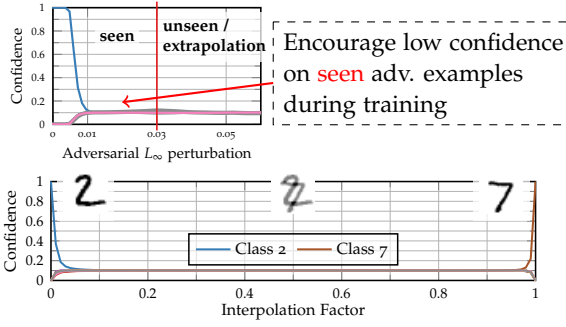 1
0.8
0.6
0.4
0.2
0
Confidence
seen
unseen /
extrapolation
0 0.01 0.03 0.05
Adversarial L∞ perturbation
Encourage low confidence
on seen adv. examples
during training
1
0.8
0.6
0.4
0.2
0
Confidence
2 7
Class 2 Class 7
0 0.2 0.4 0.6 0.8 1
Interpolation Factor